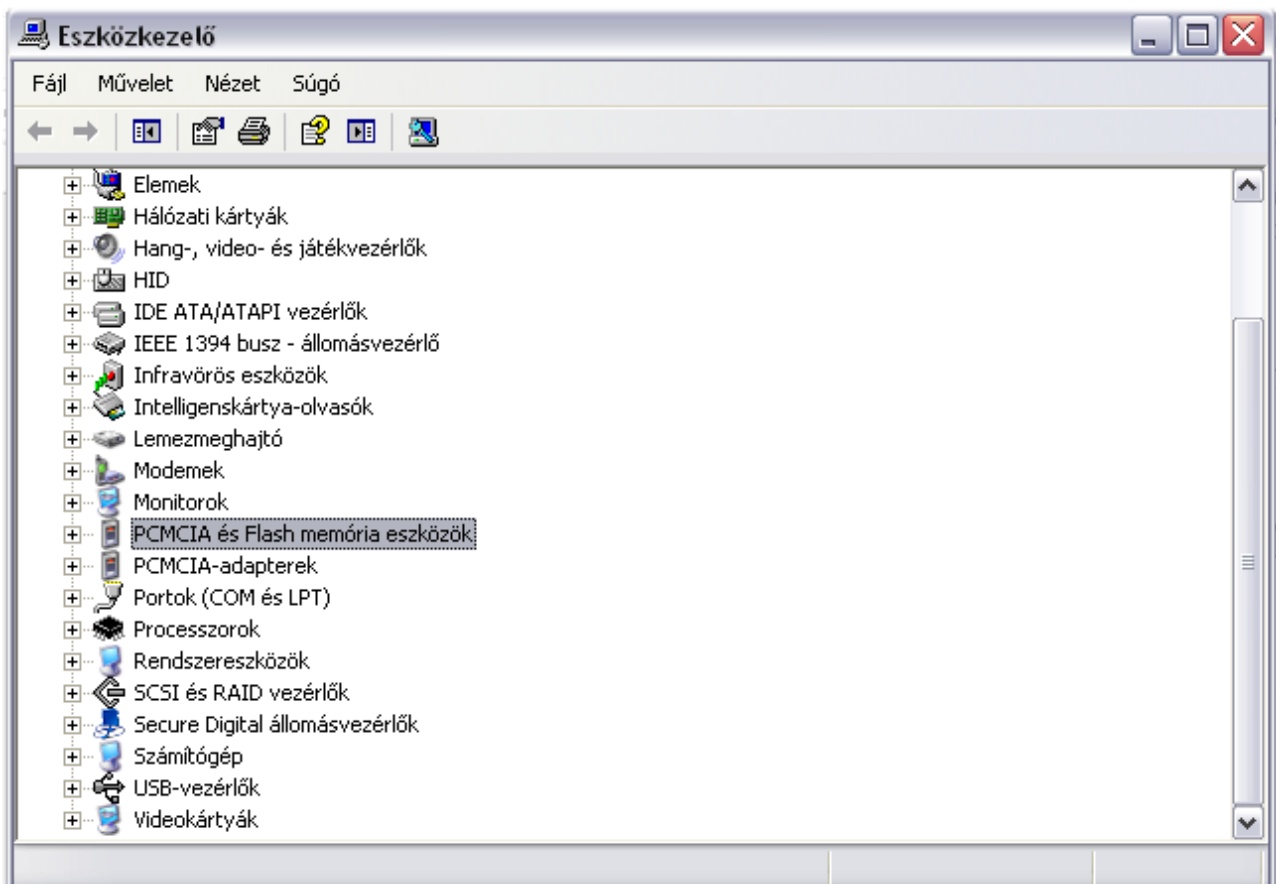 Eszközkezelő
Fájl Művelet Nézet Súgó
Elemek
Hálózati kártyák
Hang-, video- és játékvezérlők
HID
IDE ATA/ATAPI vezérlők
IEEE 1394 busz - állomásvezérlő
Infravörös eszközök
Intelligenskártya-olvasók
Lemezmeghajtó
Modemek
Monitorok
PCMCIA és Flash memória eszközök
PCMCIA-adapterek
Portok (COM és LPT)
Processzorok
Rendszereszközök
SCSI és RAID vezérlők
Secure Digital állomásvezérlők
Számítógép
USB-vezérlők
Videokártyák